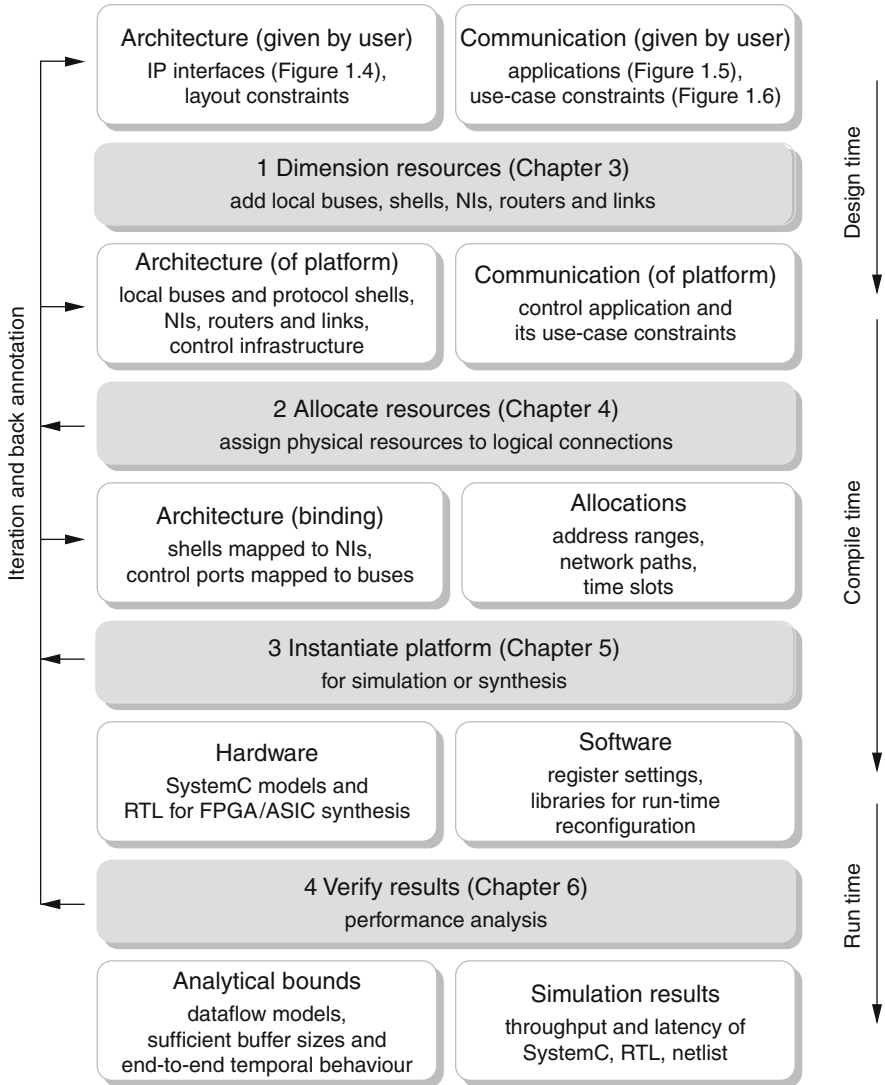 Architecture (given by user)
IP interfaces (Figure 1.4),
layout constraints
Communication (given by user)
applications (Figure 1.5),
use-case constraints (Figure 1.6)
1 Dimension resources (Chapter 3)
add local buses, shells, NIs, routers and links
Architecture (of platform)
local buses and protocol shells,
NIs, routers and links,
control infrastructure
Communication (of platform)
control application and
its use-case constraints
2 Allocate resources (Chapter 4)
assign physical resources to logical connections
Architecture (binding)
shells mapped to NIs,
control ports mapped to buses
Allocations
address ranges,
network paths,
time slots
3 Instantiate platform (Chapter 5)
for simulation or synthesis
Hardware
SystemC models and
RTL for FPGA/ASIC synthesis
Software
register settings,
libraries for run-time
reconfiguration
4 Verify results (Chapter 6)
performance analysis
Analytical bounds
dataflow models,
sufficient buffer sizes and
end-to-end temporal behaviour
Simulation results
throughput and latency of
SystemC, RTL, netlist
Iteration and back annotation
Design time
Compile time
Run time